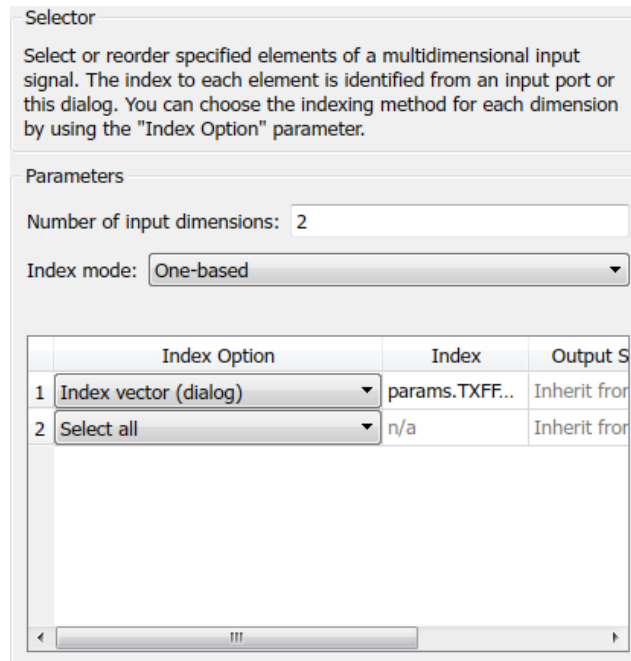 Selector
Select or reorder specified elements of a multidimensional input
signal. The index to each element is identified from an input port or
this dialog. You can choose the indexing method for each dimension
by using the "Index Option" parameter.
Parameters
Number of input dimensions: 2
Index mode: One-based
Index Option Index Output S
1 Index vector (dialog) params.TXFF... Inherit fror
2 Select all n/a Inherit fror